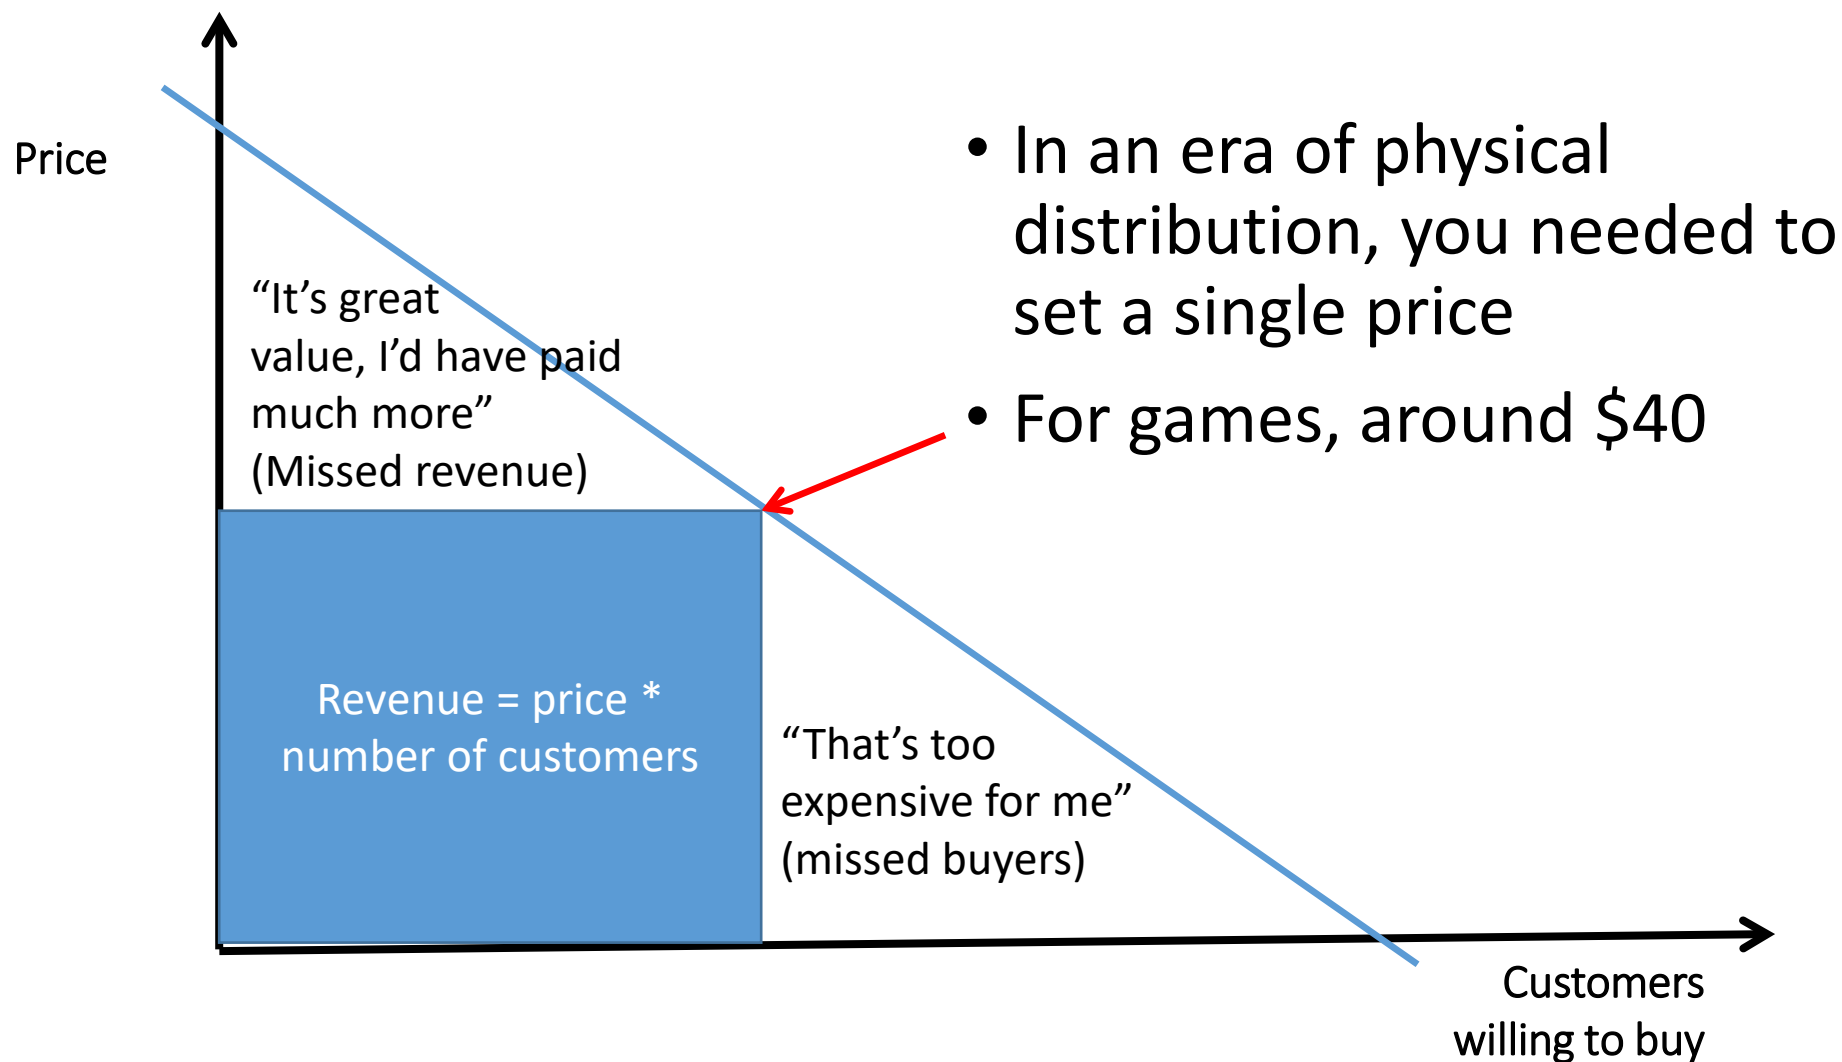 Price
“It’s great
value, I’d have paid
much more”
(Missed revenue)
• In an era of physical
distribution, you needed to
set a single price
• For games, around $40
Revenue = price *
number of customers
“That’s too
expensive for me”
(missed buyers)
Customers
willing to buy